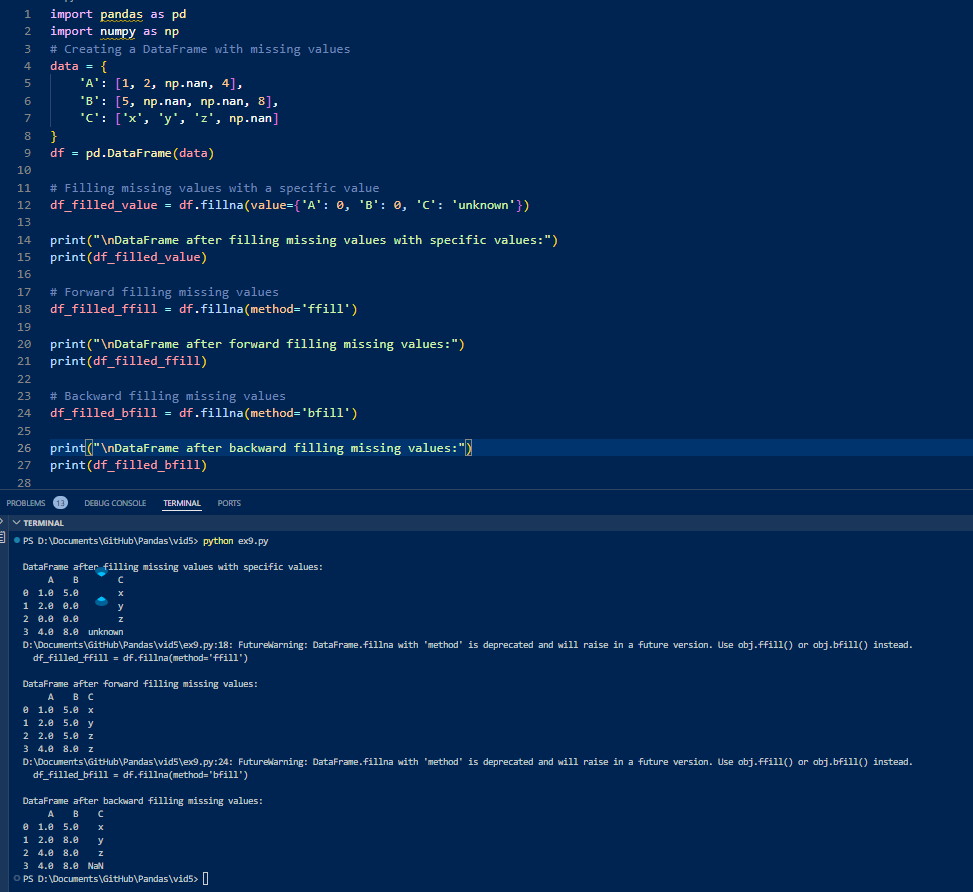 1 import pandas as pd
2 import numpy as np
3 # Creating a DataFrame with missing values
4 data = {
5     'A': [1, 2, np.nan, 4],
6     'B': [5, np.nan, np.nan, 8],
7     'C': ['x', 'y', 'z', np.nan]
8 }
9 df = pd.DataFrame(data)
10
11 # Filling missing values with a specific value
12 df_filled_value = df.fillna(value={'A': 0, 'B': 0, 'C': 'unknown'})
13
14 print("\nDataFrame after filling missing values with specific values:")
15 print(df_filled_value)
16
17 # Forward filling missing values
18 df_filled_ffill = df.fillna(method='ffill')
19
20 print("\nDataFrame after forward filling missing values:")
21 print(df_filled_ffill)
22
23 # Backward filling missing values
24 df_filled_bfill = df.fillna(method='bfill')
25
26 print("\nDataFrame after backward filling missing values:")
27 print(df_filled_bfill)
28
PROBLEMS 13 DEBUG CONSOLE TERMINAL PORTS
TERMINAL
PS D:\Documents\GitHub\Pandas\vid5> python ex9.py
DataFrame after filling missing values with specific values:
     A    B        C
0  1.0  5.0        x
1  2.0  0.0        y
2  0.0  0.0        z
3  4.0  8.0  unknown
D:\Documents\GitHub\Pandas\vid5\ex9.py:18: FutureWarning: DataFrame.fillna with 'method' is deprecated and will raise in a future version. Use obj.ffill() or obj.bfill() instead.
  df_filled_ffill = df.fillna(method='ffill')
DataFrame after forward filling missing values:
     A    B  C
0  1.0  5.0  x
1  2.0  5.0  y
2  2.0  5.0  z
3  4.0  8.0  z
D:\Documents\GitHub\Pandas\vid5\ex9.py:24: FutureWarning: DataFrame.fillna with 'method' is deprecated and will raise in a future version. Use obj.ffill() or obj.bfill() instead.
  df_filled_bfill = df.fillna(method='bfill')
DataFrame after backward filling missing values:
     A    B    C
0  1.0  5.0    x
1  2.0  8.0    y
2  4.0  8.0    z
3  4.0  8.0  NaN
PS D:\Documents\GitHub\Pandas\vid5>